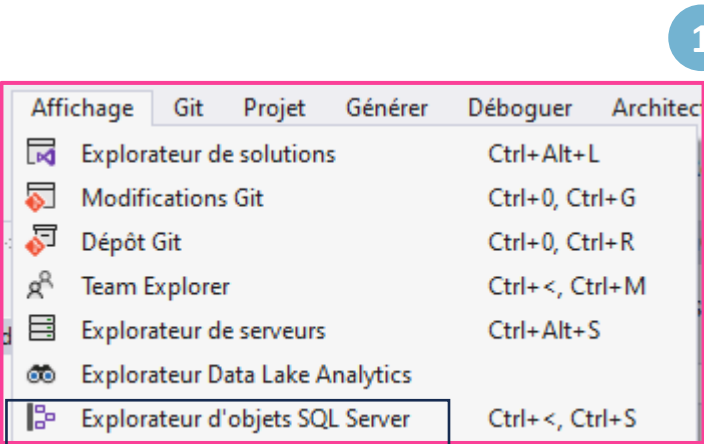 1
Affichage Git Projet Générer Déboguer Architec
Explorateur de solutions Ctrl+Alt+L
Modifications Git Ctrl+0, Ctrl+G
Dépôt Git Ctrl+0, Ctrl+R
Team Explorer Ctrl+<, Ctrl+M
Explorateur de serveurs Ctrl+Alt+S
Explorateur Data Lake Analytics
Explorateur d'objets SQL Server Ctrl+<, Ctrl+S